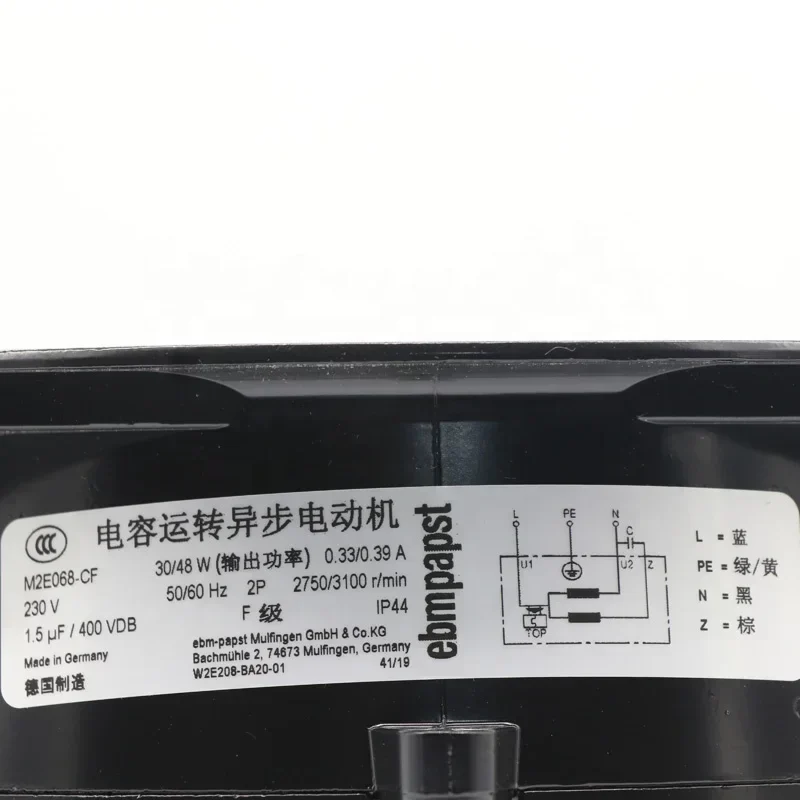 CCC
电容运转异步电动机
M2E068-CF
30/48 W (输出功率) 0.33/0.39 A
230 V
50/60 Hz 2P 2750/3100 r/min
1.5 µF / 400 VDB
F 级 IP44
Made in Germany
德国制造
ebm-papst Mulfingen GmbH & Co.KG
Bachmühle 2, 74673 Mulfingen, Germany
W2E208-BA20-01 41/19
ebmpapst
L PE N
C
U1 U2 Z
TOP
L = 蓝
PE = 绿/黄
N = 黑
Z = 棕